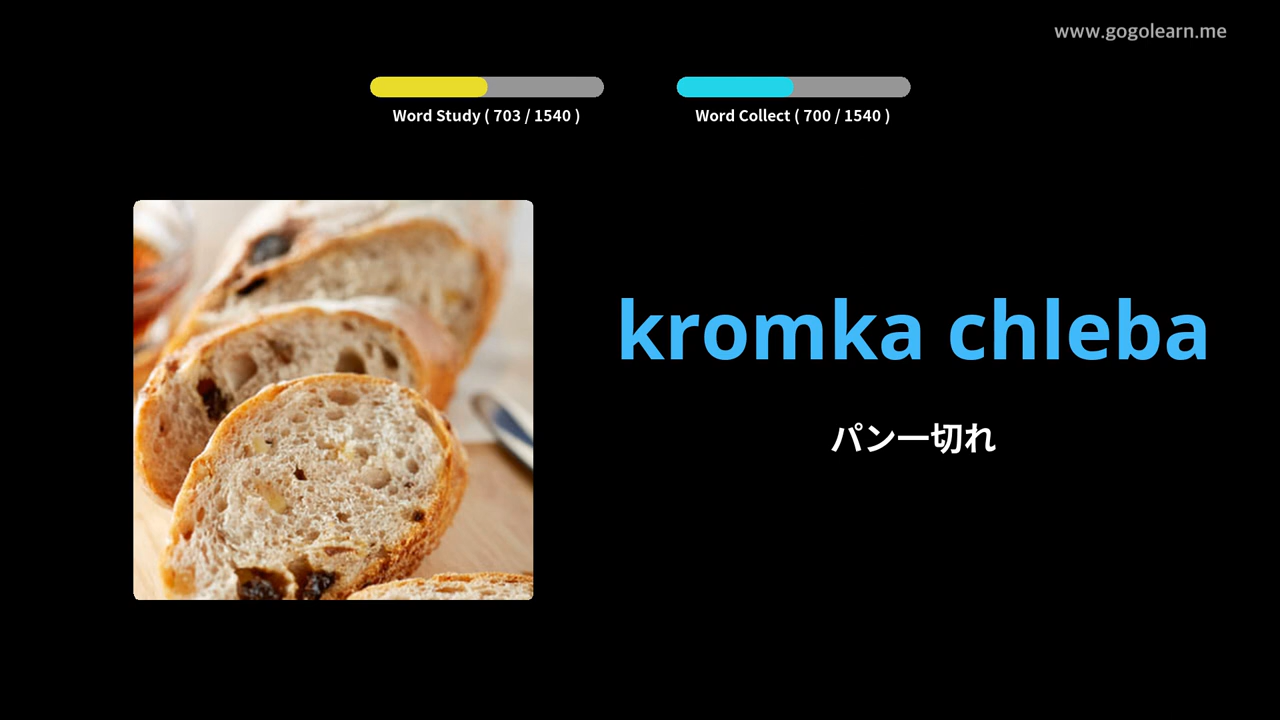 www.gogolearn.me
Word Study ( 703 / 1540 )
Word Collect ( 700 / 1540 )
kromka chleba
パン一切れ